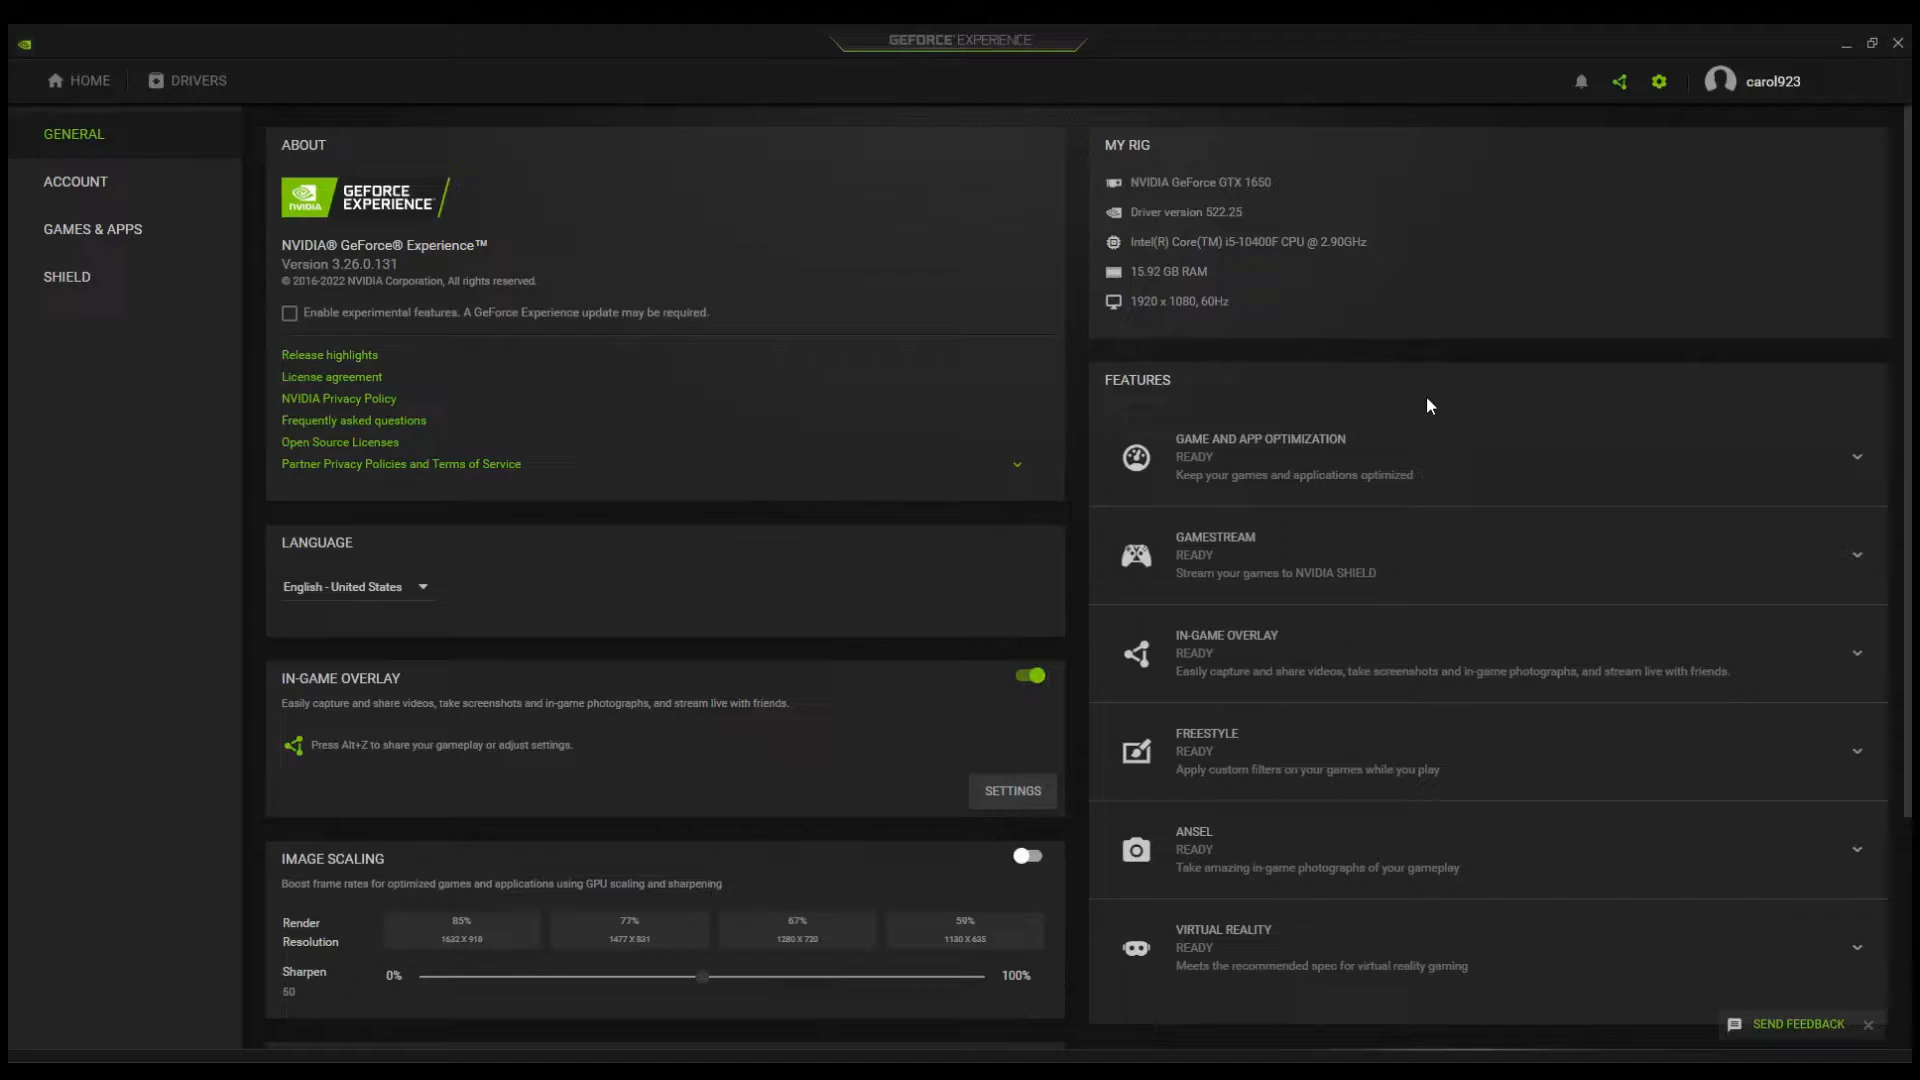 GEFORCE EXPERIENCE
HOME
DRIVERS
carol923
GENERAL
ACCOUNT
GAMES & APPS
SHIELD
ABOUT
NVIDIA
GEFORCE
EXPERIENCE
NVIDIA® GeForce® Experience™
Version 3.26.0.131
© 2016-2022 NVIDIA Corporation, All rights reserved.
Enable experimental features. A GeForce Experience update may be required.
Release highlights
License agreement
NVIDIA Privacy Policy
Frequently asked questions
Open Source Licenses
Partner Privacy Policies and Terms of Service
LANGUAGE
English - United States
IN-GAME OVERLAY
Easily capture and share videos, take screenshots and in-game photographs, and stream live with friends.
Press Alt+Z to share your gameplay or adjust settings.
SETTINGS
IMAGE SCALING
Boost frame rates for optimized games and applications using GPU scaling and sharpening
Render
Resolution
85%
1632 X 918
77%
1477 X 831
67%
1280 X 720
59%
1130 X 635
Sharpen
50
0%
100%
MY RIG
NVIDIA GeForce GTX 1650
Driver version 522.25
Intel(R) Core(TM) i5-10400F CPU @ 2.90GHz
15.92 GB RAM
1920 x 1080, 60Hz
FEATURES
GAME AND APP OPTIMIZATION
READY
Keep your games and applications optimized
GAMESTREAM
READY
Stream your games to NVIDIA SHIELD
IN-GAME OVERLAY
READY
Easily capture and share videos, take screenshots and in-game photographs, and stream live with friends.
FREESTYLE
READY
Apply custom filters on your games while you play
ANSEL
READY
Take amazing in-game photographs of your gameplay
VIRTUAL REALITY
READY
Meets the recommended spec for virtual reality gaming
SEND FEEDBACK